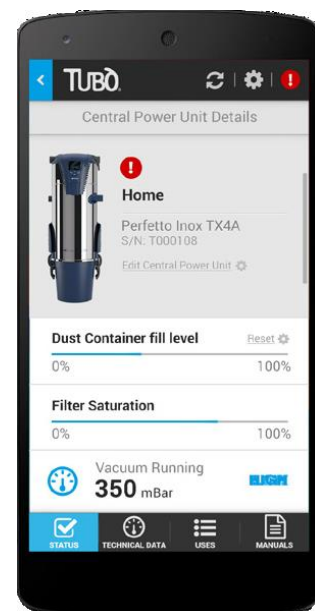 TUBÒ
Central Power Unit Details
Home
Perfetto Inox TX4A
S/N: T000108
Edit Central Power Unit
Dust Container fill level Reset
0% 100%
Filter Saturation
0% 100%
Vacuum Running
350 mBar
STATUS TECHNICAL DATA USES MANUALS